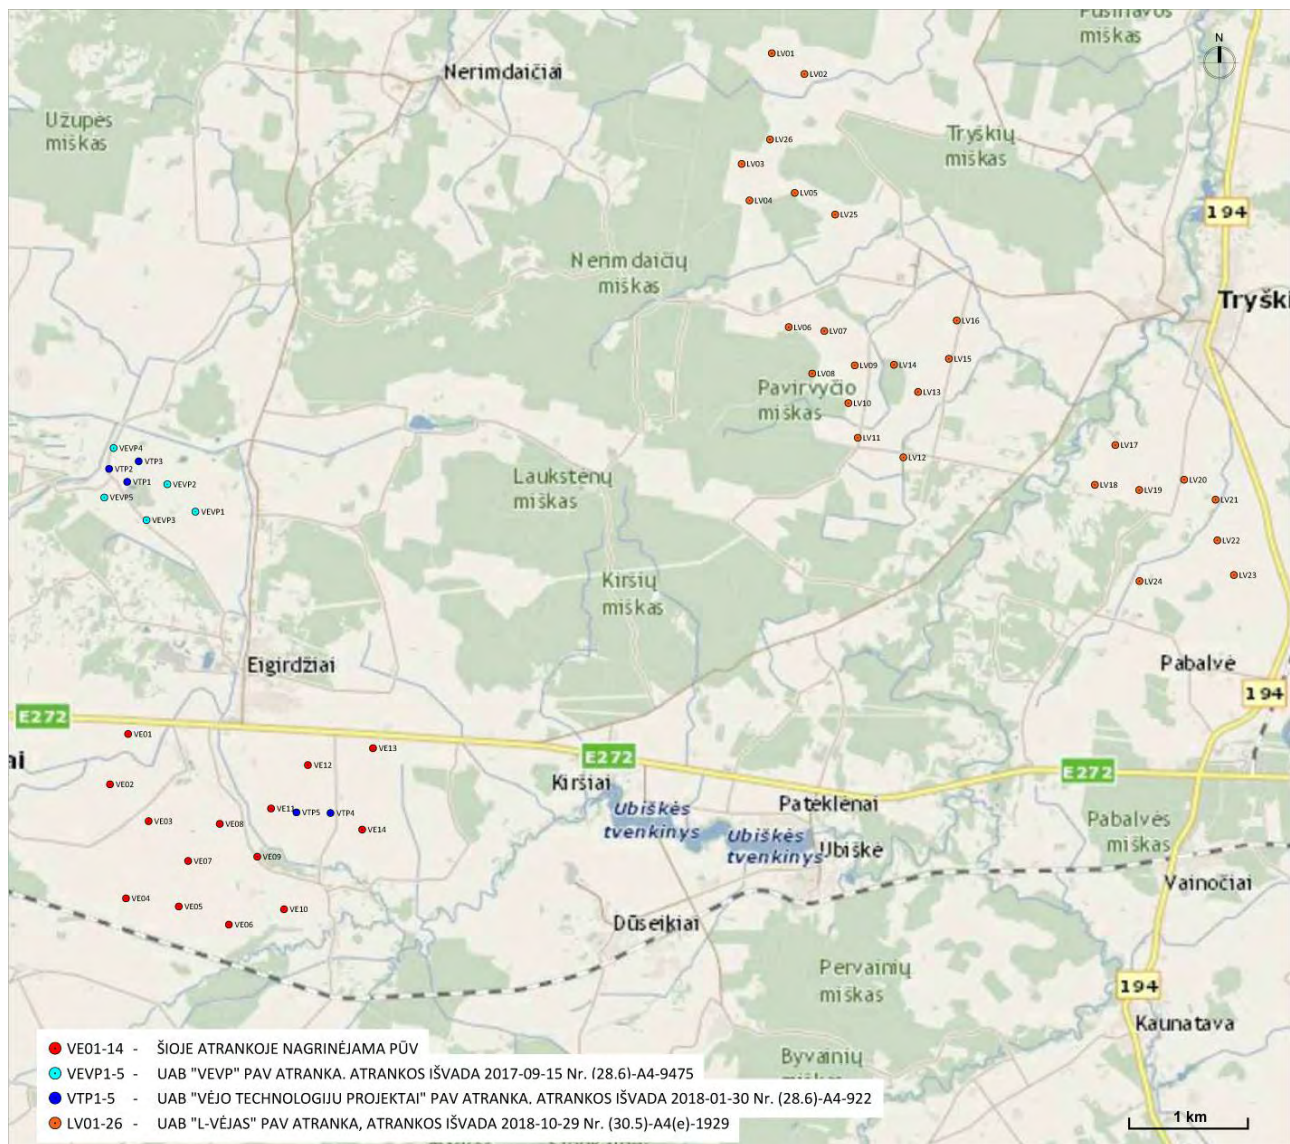 Pušinavos
miškas
N
LV01
LV02
Nerimdaičiai
Užupės
miškas
LV26
Tryškių
miškas
LV03
LV05
LV04
LV25
194
Nerimdaičių
miškas
Tryški
LV06
LV07
LV16
LV15
LV09
LV14
LV08
Pavirvyčio
miškas
LV13
LV10
LV11
LV12
LV17
VEVP4
VTP3
VTP2
VTP1
VEVP2
VEVP5
VEVP3
VEVP1
Laukstėnų
miškas
LV18
LV19
LV20
LV21
LV22
LV23
LV24
Kiršių
miškas
Eigirdžiai
Pabalvė
194
E272
VE01
VE13
VE12
ai
E272
E272
VE02
Kiršiai
VE11
VTP5
VTP4
Ubiškės
tvenkinys
Pateklėnai
VE03
VE08
VE14
Ubiškės
tvenkinys
Ubiškė
Pabalvės
miškas
VE07
VE09
Vainočiai
VE04
VE05
VE10
VE06
Dūseikiai
Pervainių
miškas
194
Kaunatava
Byvainių
miškas
VE01-14 - ŠIOJE ATRANKOJE NAGRINĖJAMA PŪV
VEVP1-5 - UAB "VEVP" PAV ATRANKA. ATRANKOS IŠVADA 2017-09-15 Nr. (28.6)-A4-9475
VTP1-5 - UAB "VĖJO TECHNOLOGIJU PROJEKTAI" PAV ATRANKA, ATRANKOS IŠVADA 2018-01-30 Nr. (28.6)-A4-922
LV01-26 - UAB "L-VĖJAS" PAV ATRANKA, ATRANKOS IŠVADA 2018-10-29 Nr. (30.5)-A4(e)-1929
1 km